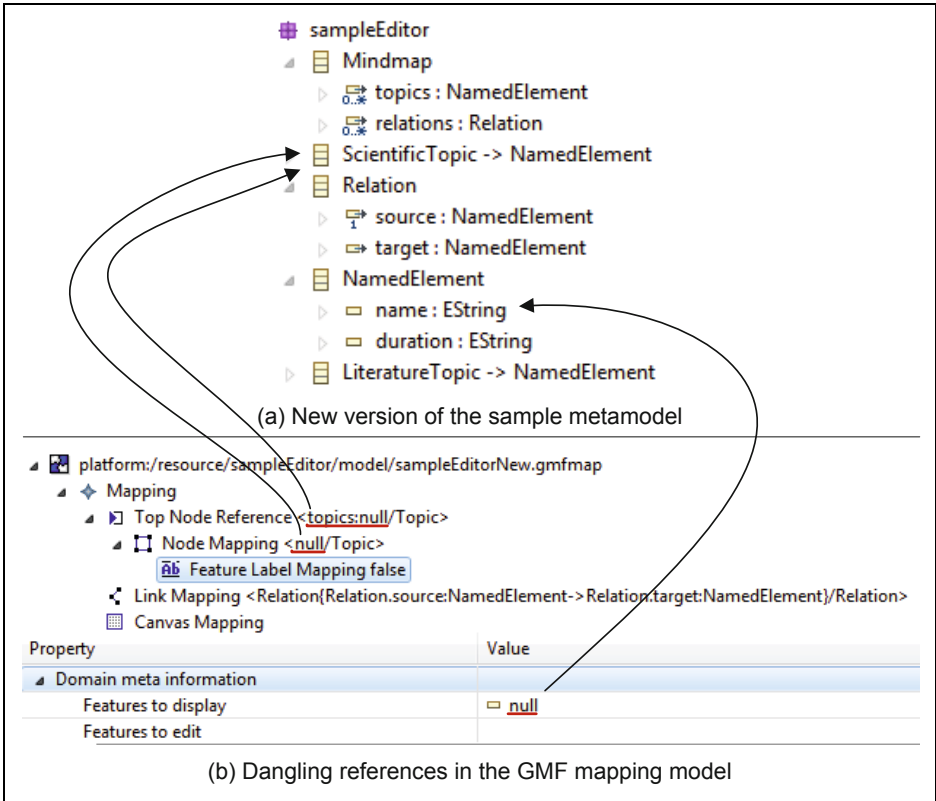 sampleEditor
Mindmap
0..* topics : NamedElement
0..* relations : Relation
ScientificTopic -> NamedElement
Relation
1 source : NamedElement
target : NamedElement
NamedElement
name : EString
duration : EString
LiteratureTopic -> NamedElement
(a) New version of the sample metamodel
platform:/resource/sampleEditor/model/sampleEditorNew.gmfmap
Mapping
Top Node Reference <topics:null/Topic>
Node Mapping <null/Topic>
Ab Feature Label Mapping false
Link Mapping <Relation{Relation.source:NamedElement->Relation.target:NamedElement}/Relation>
Canvas Mapping
Property Value
Domain meta information
Features to display null
Features to edit
(b) Dangling references in the GMF mapping model